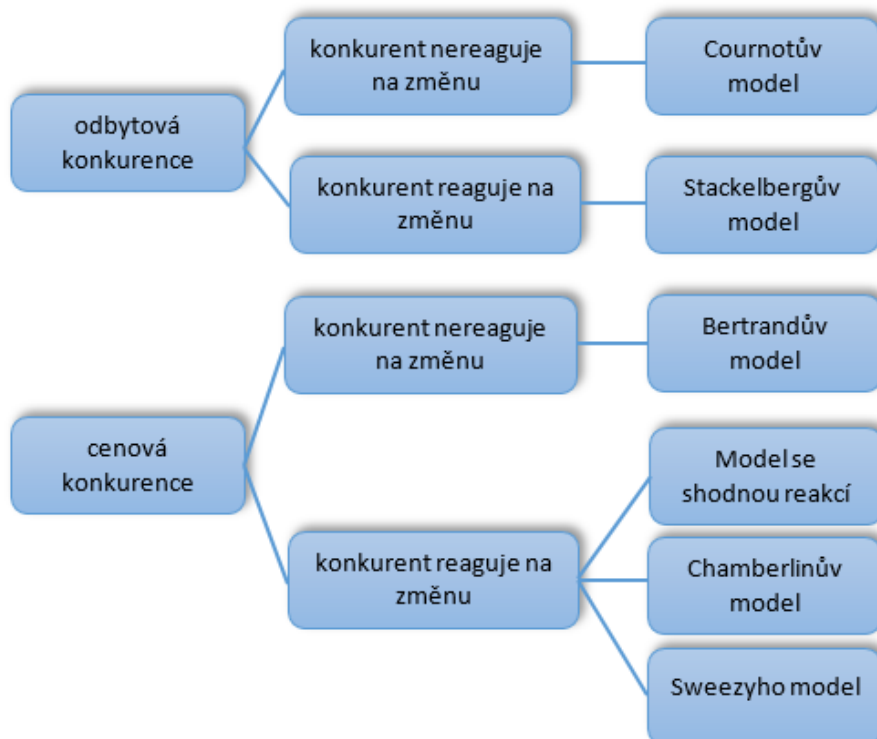 odbytová
konkurence
konkurent nereaguje
na změnu
Cournotův
model
konkurent reaguje na
změnu
Stackelbergův
model
cenová
konkurence
konkurent nereaguje
na změnu
Bertrandův
model
konkurent reaguje na
změnu
Model se
shodnou reakcí
Chamberlinův
model
Sweezyho model